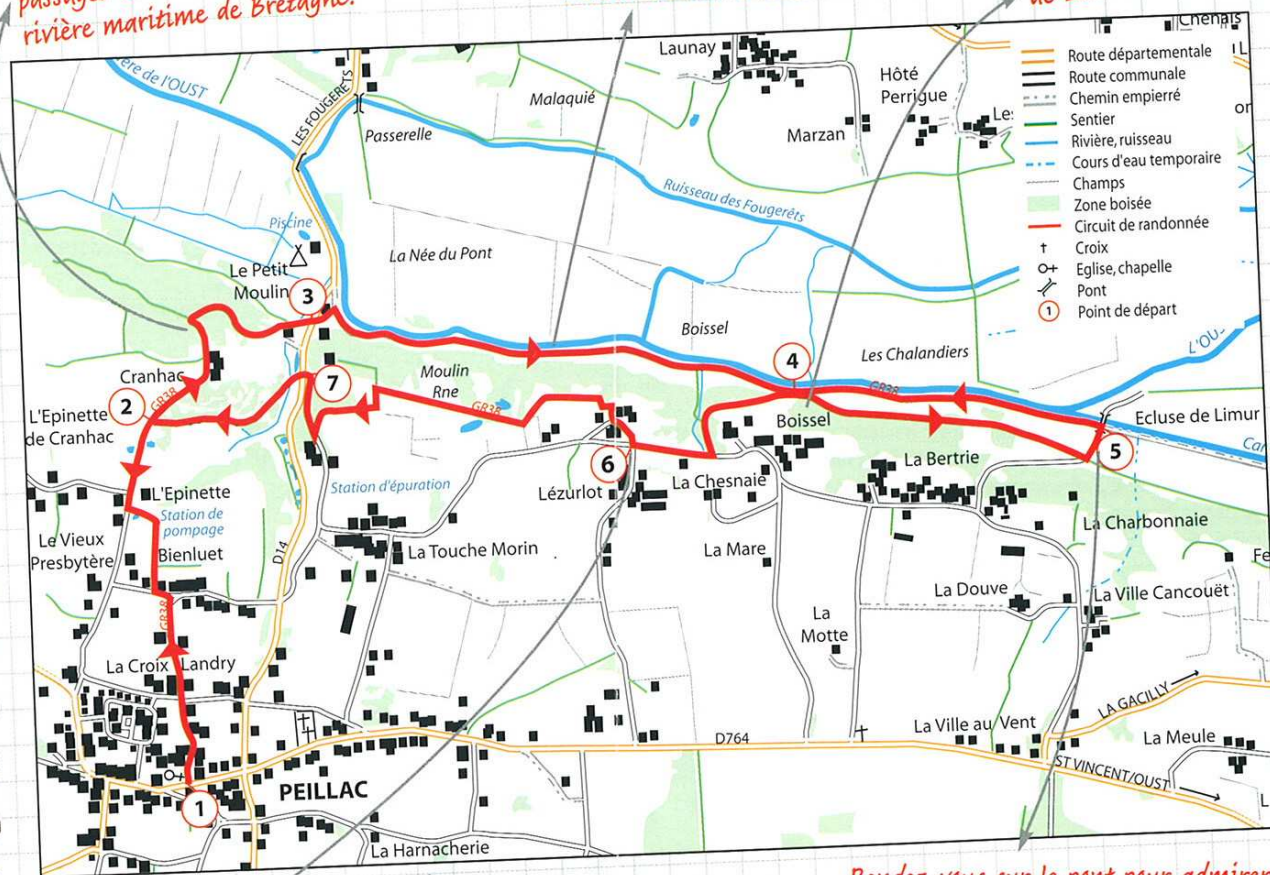 rivière maritime de Bretagne.
Launay
Hôté
Perrigue
Malaquié
Marzan
LES FOUGERETS
Passerelle
Ruisseau des Fougerêts
Piscine
La Née du Pont
Le Petit
Moulin
3
Boissel
4
Les Chalandiers
L'OUST
Route départementale
Route communale
Chemin empierré
Sentier
Rivière, ruisseau
Cours d'eau temporaire
Champs
Zone boisée
Circuit de randonnée
Croix
Eglise, chapelle
Pont
1
Point de départ
Cranhac
GR38
2
L'Epinette
de Cranhac
7
Moulin
Rne
GR38
GR38
Boissel
Ecluse de Limur
5
L'Epinette
Station de
pompage
Le Vieux
Presbytère
Bienluet
D14
Station d'épuration
6
Lézurlot
La Chesnaie
La Bertrie
La Charbonnaie
La Touche Morin
La Mare
La Douve
La Ville Cancouët
La
Motte
GR38
La Croix Landry
LA GACILLY
D764
La Ville au Vent
La Meule
ST VINCENT/OUST
1
PEILLAC
La Harnacherie